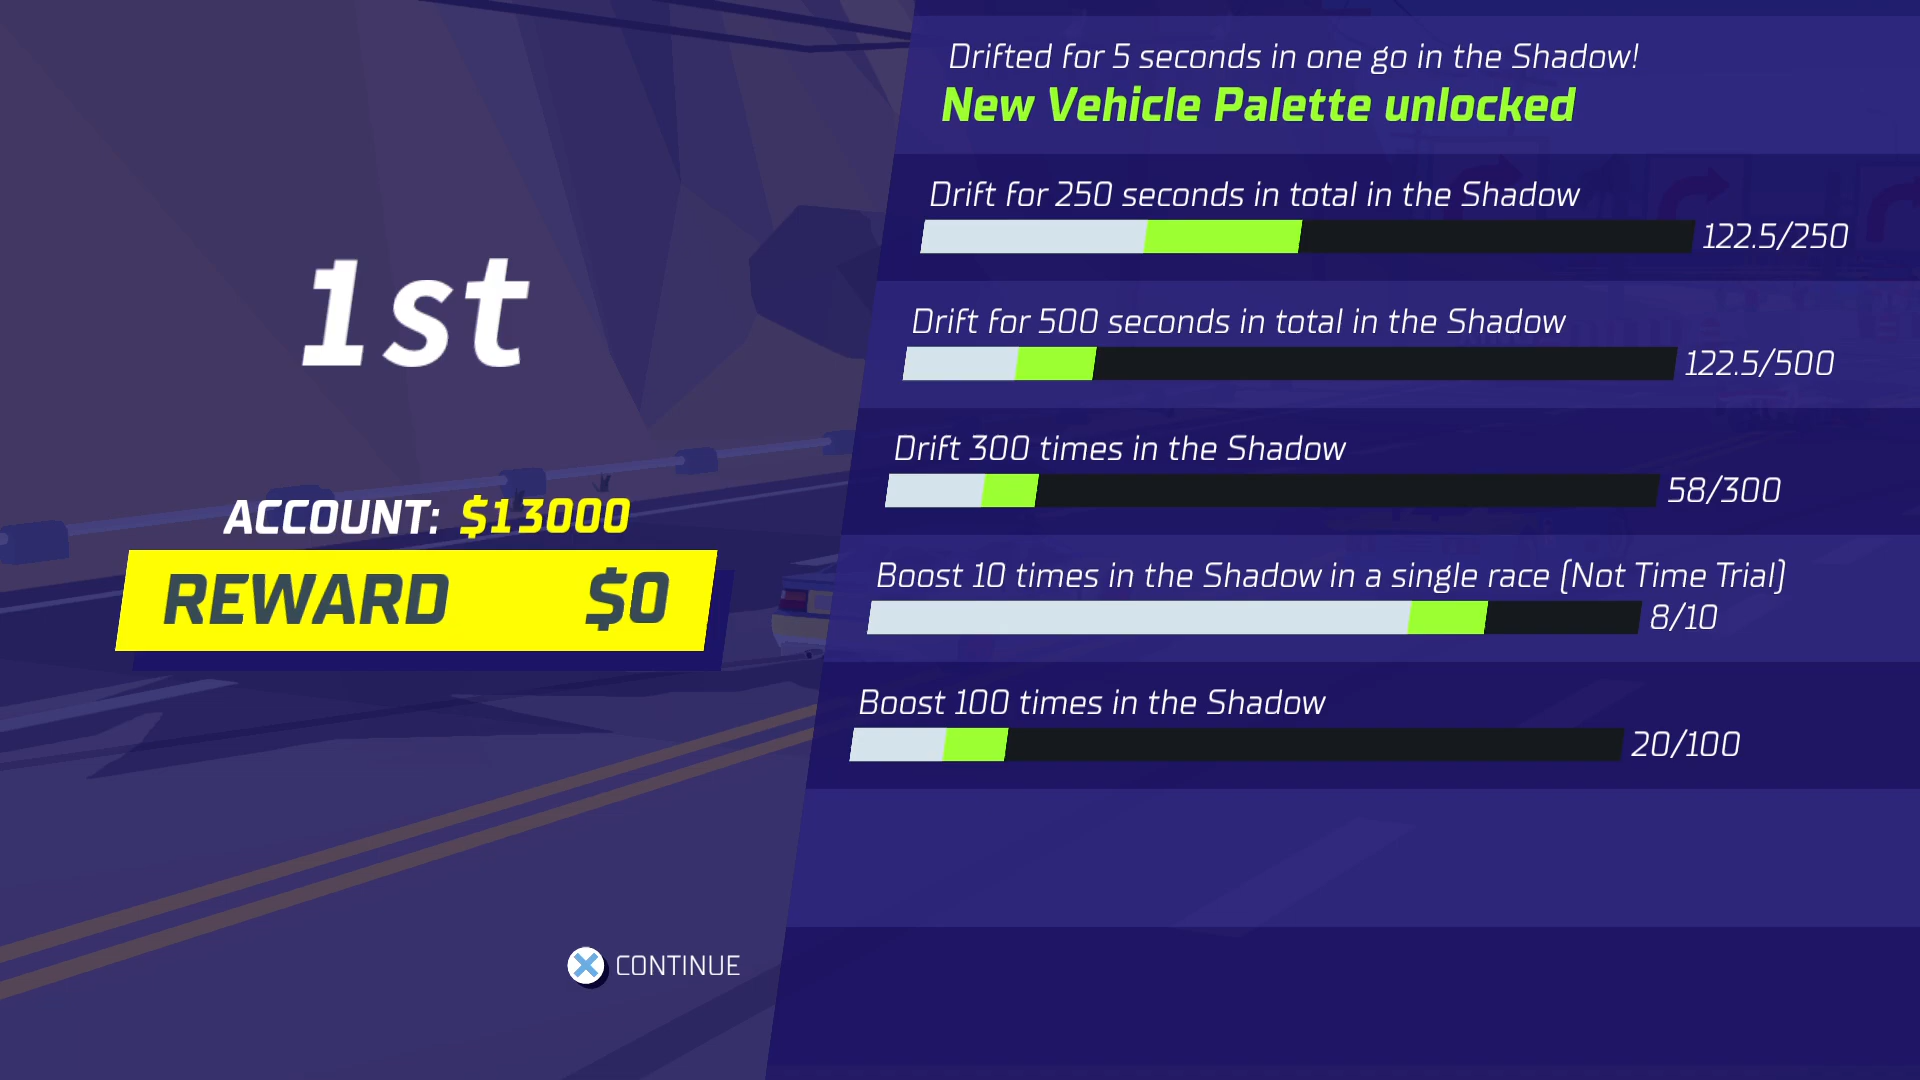 1st
ACCOUNT: $13000
REWARD $0
CONTINUE
Drifted for 5 seconds in one go in the Shadow!
New Vehicle Palette unlocked
Drift for 250 seconds in total in the Shadow
122.5/250
Drift for 500 seconds in total in the Shadow
122.5/500
Drift 300 times in the Shadow
58/300
Boost 10 times in the Shadow in a single race (Not Time Trial)
8/10
Boost 100 times in the Shadow
20/100